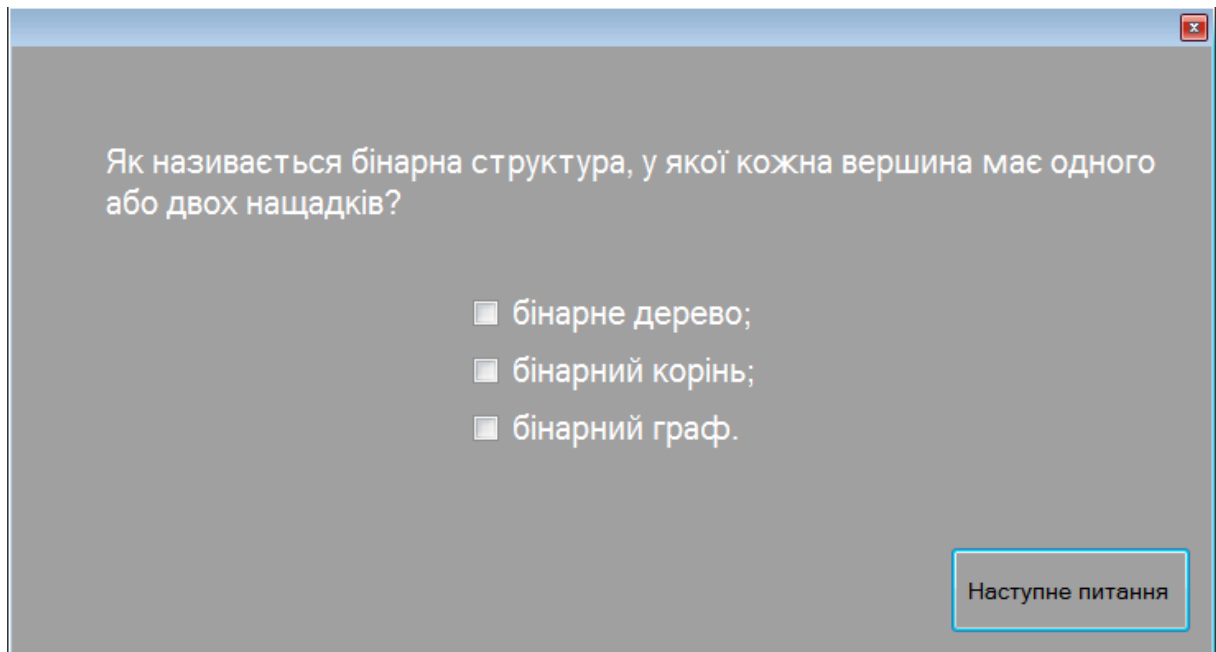 Як називається бінарна структура, у якої кожна вершина має одного
або двох нащадків?
бінарне дерево;
бінарний корінь;
бінарний граф.
Наступне питання